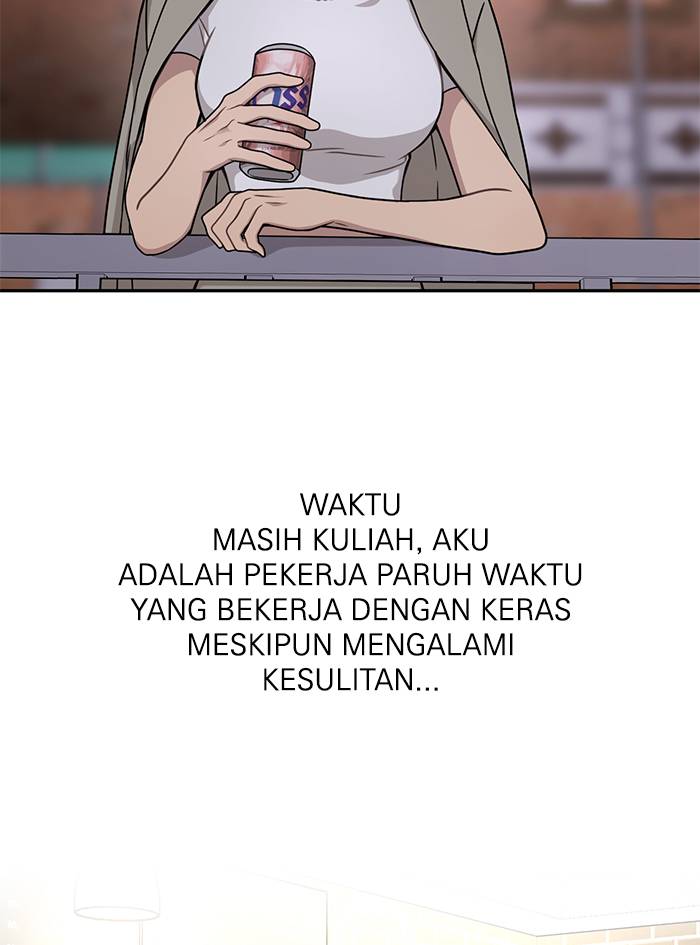 WAKTU
MASIH KULIAH, AKU
ADALAH PEKERJA PARUH WAKTU
YANG BEKERJA DENGAN KERAS
MESKIPUN MENGALAMI
KESULITAN...